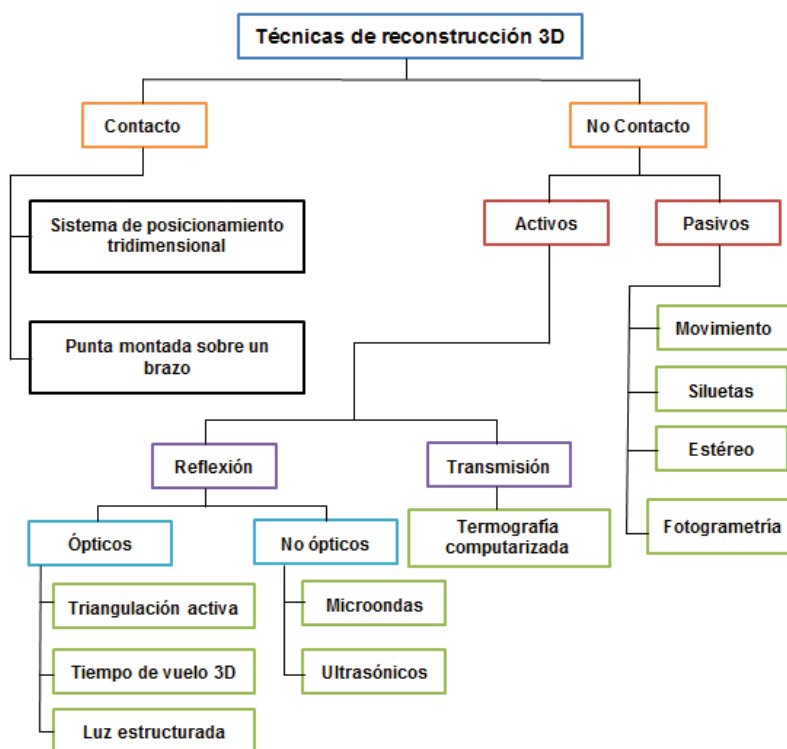 Técnicas de reconstrucción 3D
Contacto
No Contacto
Sistema de posicionamiento
tridimensional
Activos
Pasivos
Punta montada sobre un
brazo
Movimiento
Siluetas
Estéreo
Fotogrametría
Reflexión
Transmisión
Ópticos
No ópticos
Termografía
computarizada
Triangulación activa
Microondas
Tiempo de vuelo 3D
Ultrasónicos
Luz estructurada